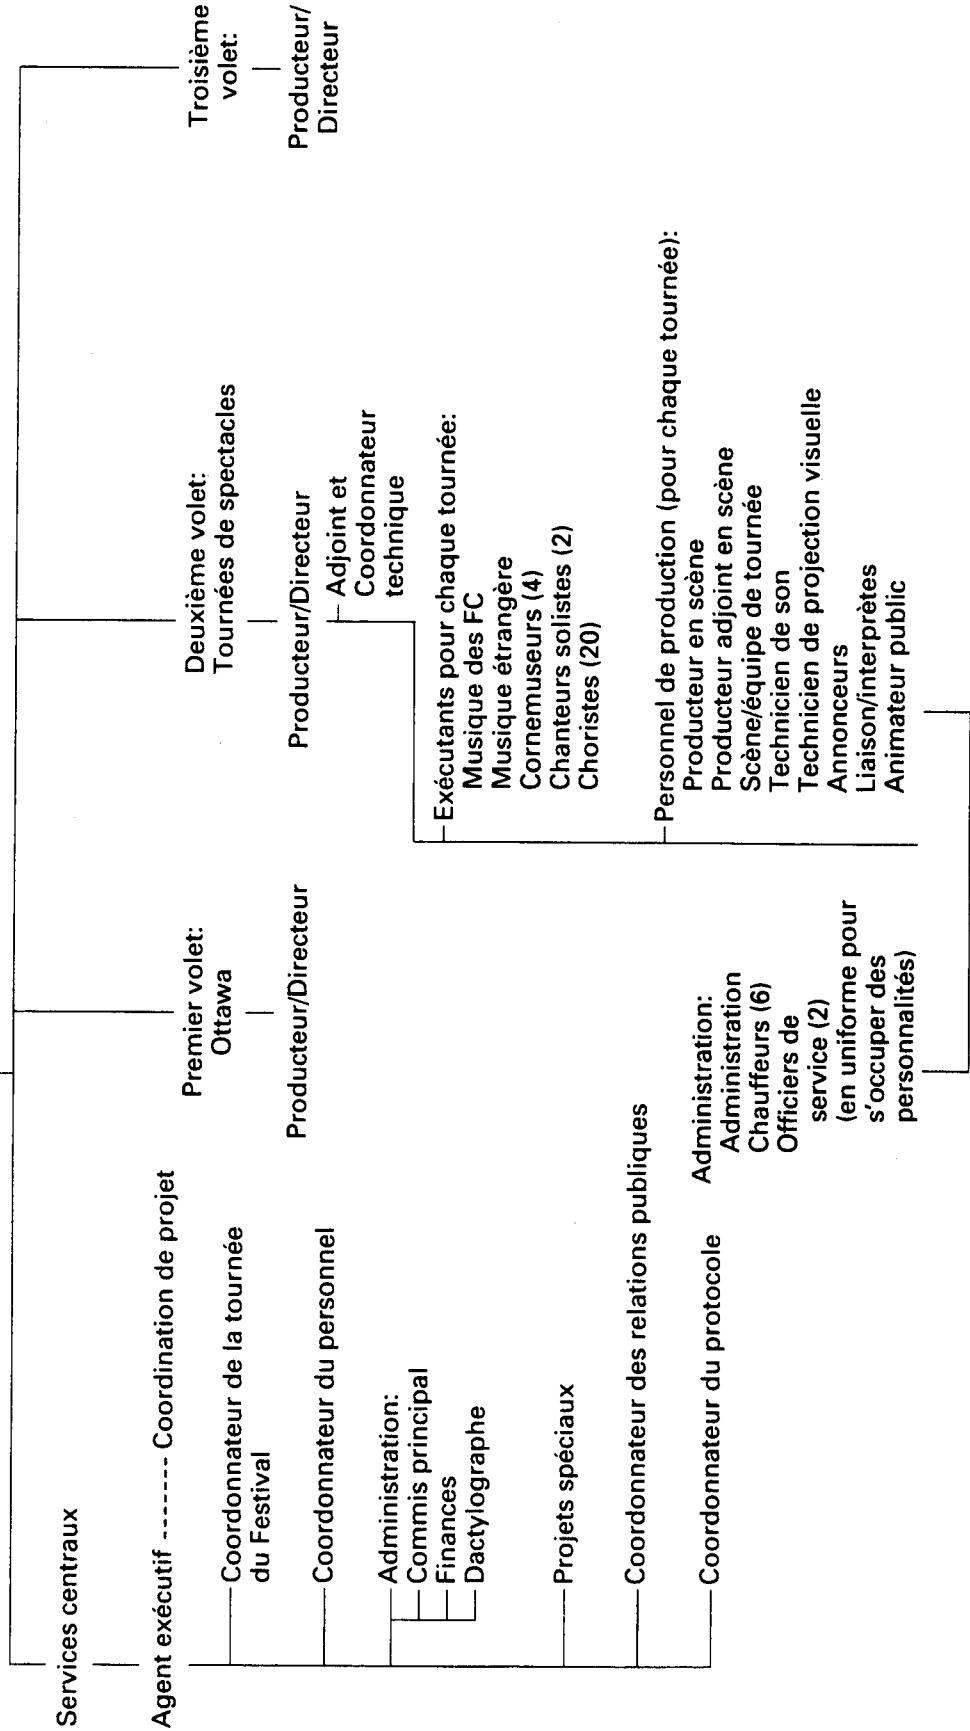 Services centraux
Agent exécutif ------- Coordination de projet
Coordonnateur de la tournée
du Festival
Coordonnateur du personnel
Administration:
Commis principal
Finances
Dactylographe
Projets spéciaux
Coordonnateur des relations publiques
Coordonnateur du protocole
Premier volet:
Ottawa
Producteur/Directeur
Deuxième volet:
Tournées de spectacles
Producteur/Directeur
Adjoint et
Coordonnateur
technique
Exécutants pour chaque tournée:
Musique des FC
Musique étrangère
Cornemuseurs (4)
Chanteurs solistes (2)
Choristes (20)
Personnel de production (pour chaque tournée):
Producteur en scène
Producteur adjoint en scène
Scène/équipe de tournée
Technicien de son
Technicien de projection visuelle
Annonceurs
Liaison/interprètes
Animateur public
Administration:
Administration
Chauffeurs (6)
Officiers de
service (2)
(en uniforme pour
s'occuper des
personnalités)
Troisième
volet:
Producteur/
Directeur